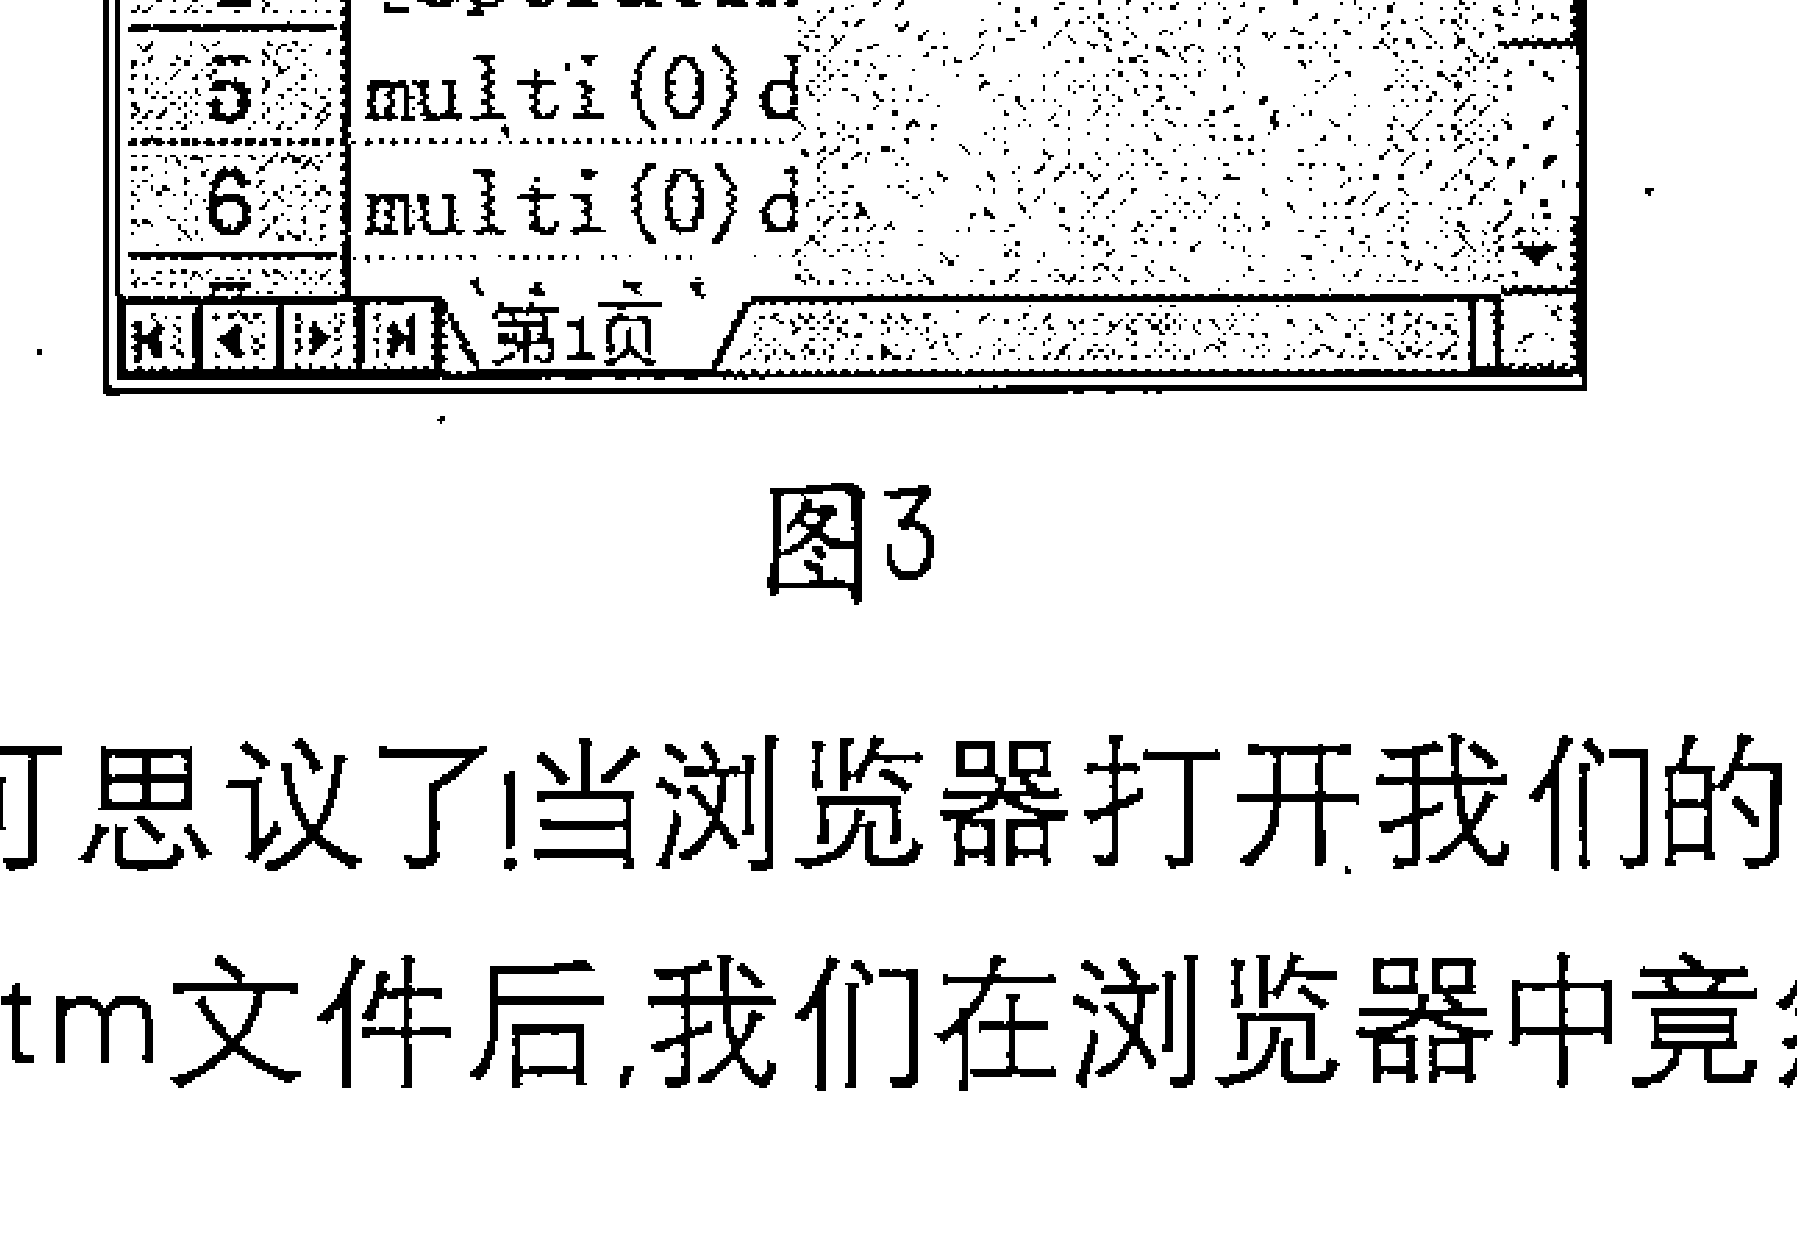 5 multi(0)d
6 multi(0)d
第1页
图3
可思议了!当浏览器打开我们的
tm文件后,我们在浏览器中竟